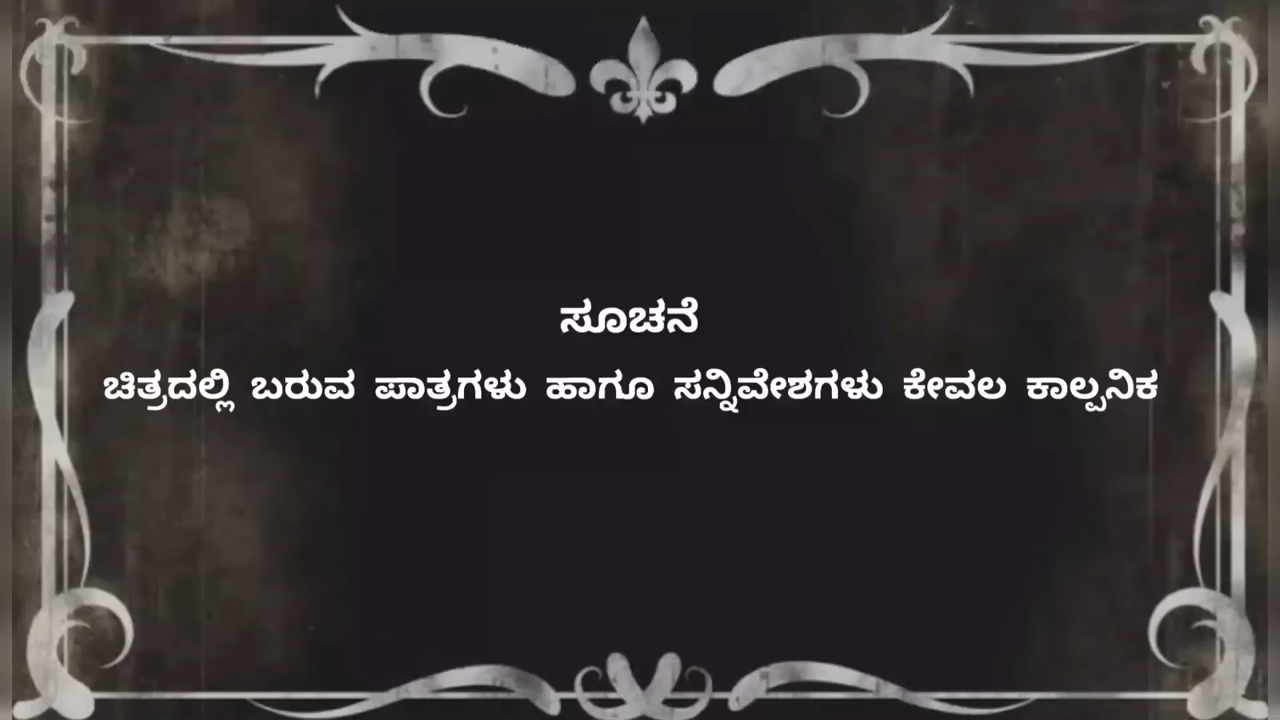 ಸೂಚನೆ
ಚಿತ್ರದಲ್ಲಿ ಬರುವ ಪಾತ್ರಗಳು ಹಾಗೂ ಸನ್ನಿವೇಶಗಳು ಕೇವಲ ಕಾಲ್ಪನಿಕ